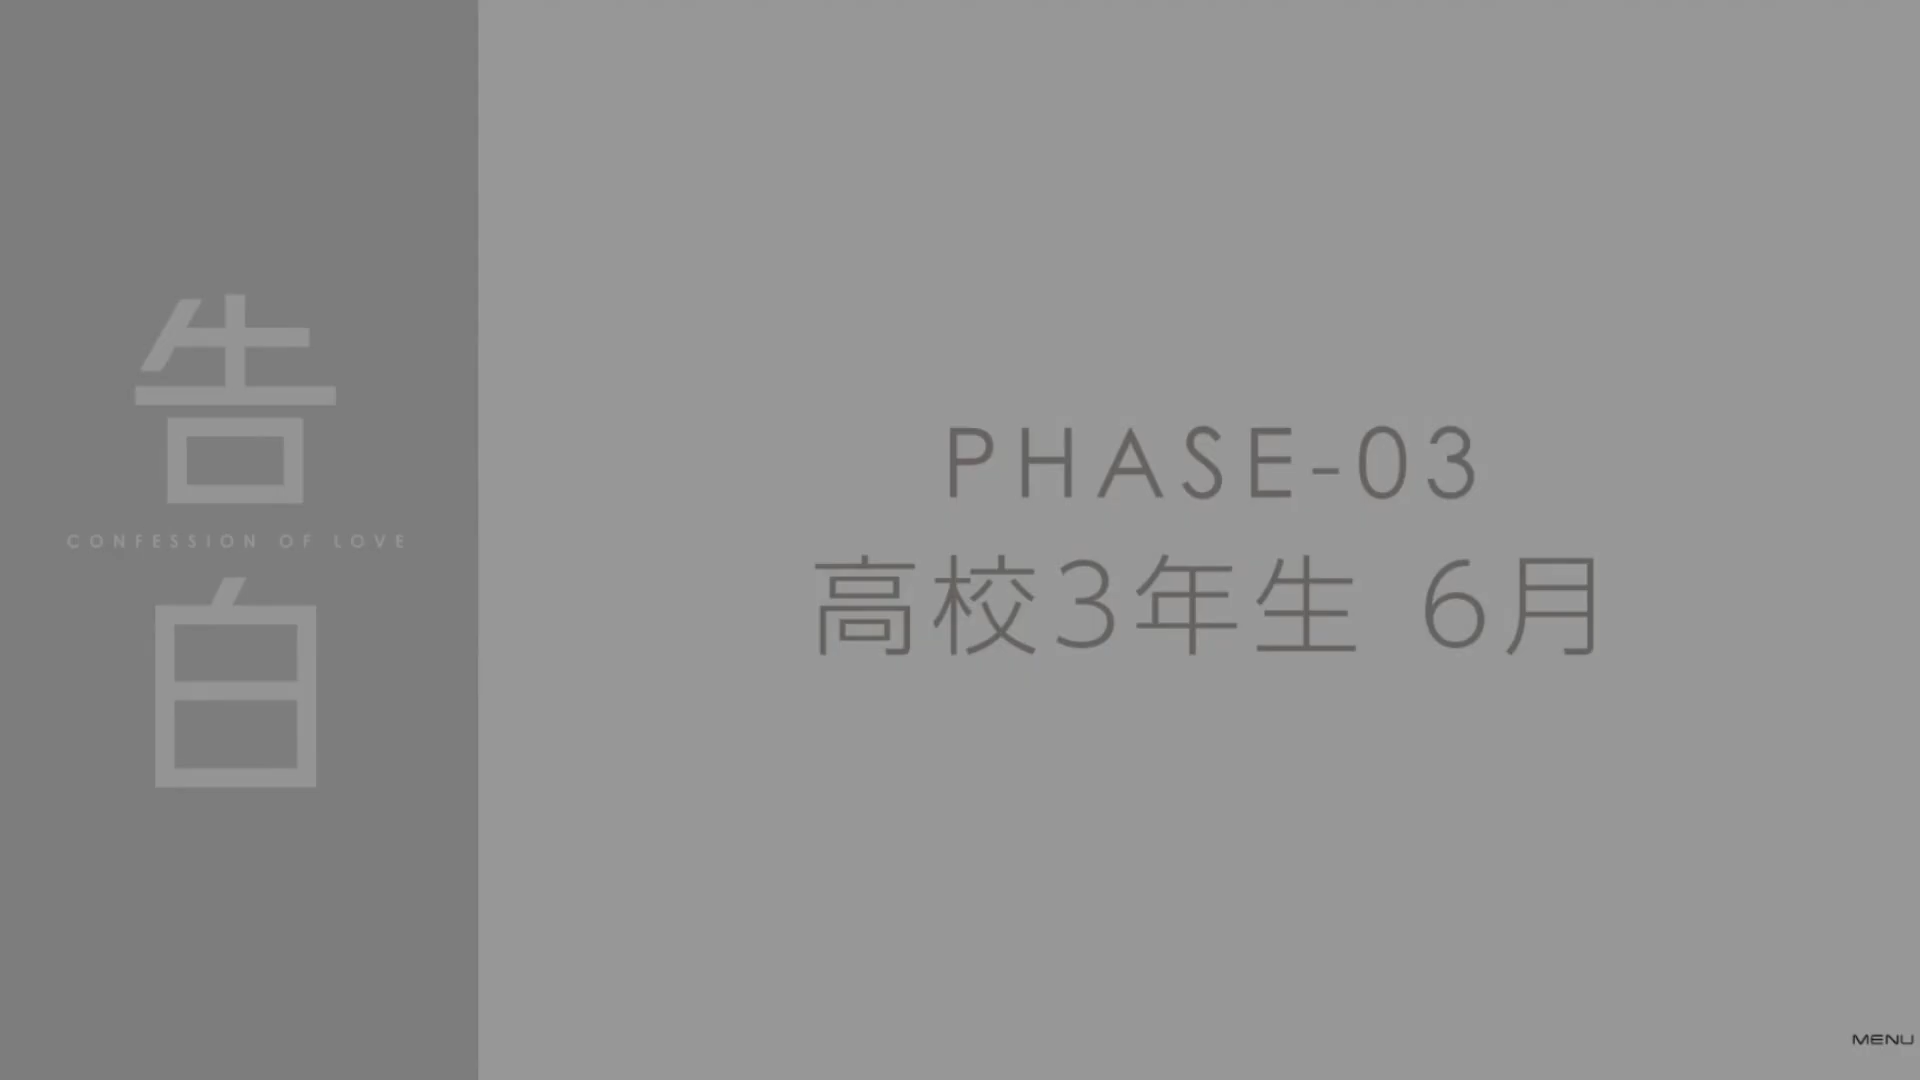 告
CONFESSION OF LOVE
白
PHASE-03
高校3年生 6月
MENU